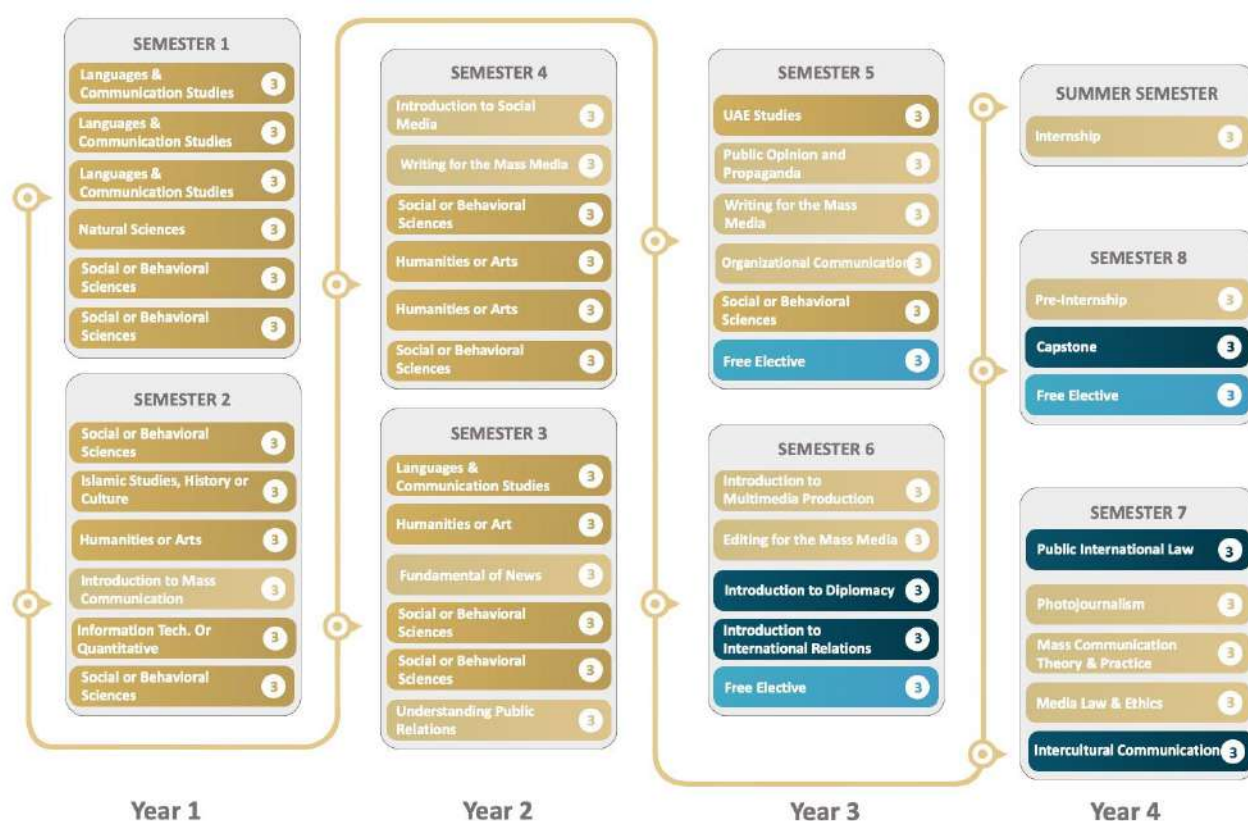 SEMESTER 1
Languages &
Communication Studies
3
Languages &
Communication Studies
3
Languages &
Communication Studies
3
Natural Sciences
3
Social or Behavioral
Sciences
3
Social or Behavioral
Sciences
3
SEMESTER 2
Social or Behavioral
Sciences
3
Islamic Studies, History or
Culture
3
Humanities or Arts
3
Introduction to Mass
Communication
3
Information Tech. Or
Quantitative
3
Social or Behavioral
Sciences
3
SEMESTER 4
Introduction to Social
Media
3
Writing for the Mass Media
3
Social or Behavioral
Sciences
3
Humanities or Arts
3
Humanities or Arts
3
Social or Behavioral
Sciences
3
SEMESTER 3
Languages &
Communication Studies
3
Humanities or Art
3
Fundamental of News
3
Social or Behavioral
Sciences
3
Social or Behavioral
Sciences
3
Understanding Public
Relations
3
SEMESTER 5
UAE Studies
3
Public Opinion and
Propaganda
3
Writing for the Mass
Media
3
Organizational Communication
3
Social or Behavioral
Sciences
3
Free Elective
3
SEMESTER 6
Introduction to
Multimedia Production
3
Editing for the Mass Media
3
Introduction to Diplomacy
3
Introduction to
International Relations
3
Free Elective
3
SUMMER SEMESTER
Internship
3
SEMESTER 8
Pre-Internship
3
Capstone
3
Free Elective
3
SEMESTER 7
Public International Law
3
Photojournalism
3
Mass Communication
Theory & Practice
3
Media Law & Ethics
3
Intercultural Communication
3
Year 1
Year 2
Year 3
Year 4